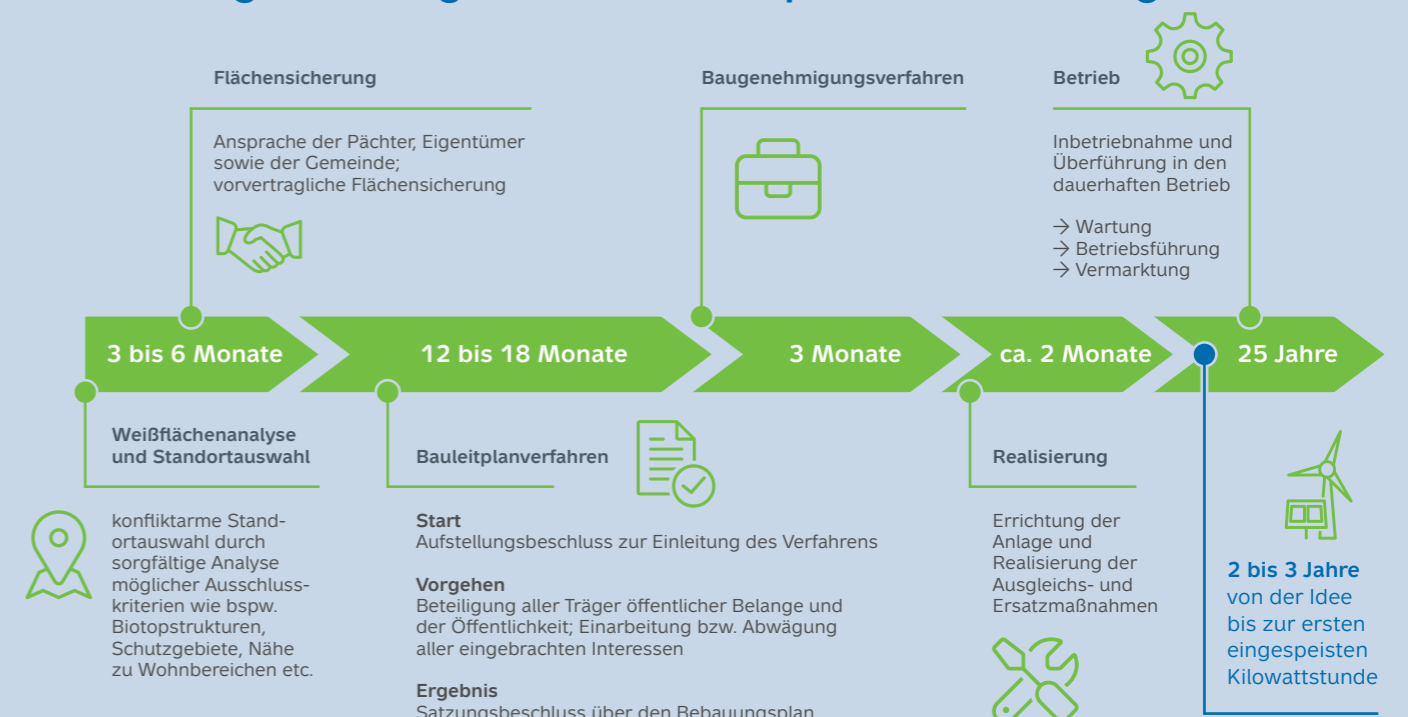 Flächensicherung
Ansprache der Pächter, Eigentümer
sowie der Gemeinde;
vorvertragliche Flächensicherung
Baugenehmigungsverfahren
Betrieb
Inbetriebnahme und
Überführung in den
dauerhaften Betrieb
→ Wartung
→ Betriebsführung
→ Vermarktung
3 bis 6 Monate
12 bis 18 Monate
3 Monate
ca. 2 Monate
25 Jahre
Weißflächenanalyse
und Standortauswahl
konfliktarme Stand-
ortauswahl durch
sorgfältige Analyse
möglicher Ausschluss-
kriterien wie bspw.
Biotopstrukturen,
Schutzgebiete, Nähe
zu Wohnbereichen etc.
Bauleitplanverfahren
Start
Aufstellungsbeschluss zur Einleitung des Verfahrens
Vorgehen
Beteiligung aller Träger öffentlicher Belange und
der Öffentlichkeit; Einarbeitung bzw. Abwägung
aller eingebrachten Interessen
Ergebnis
Satzungsbeschluss über den Bebauungsplan
Realisierung
Errichtung der
Anlage und
Realisierung der
Ausgleichs- und
Ersatzmaßnahmen
2 bis 3 Jahre
von der Idee
bis zur ersten
eingespeisten
Kilowattstunde